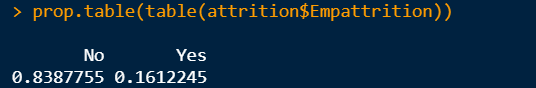 > prop.table(table(attrition$Empattrition))
No Yes
0.8387755 0.1612245